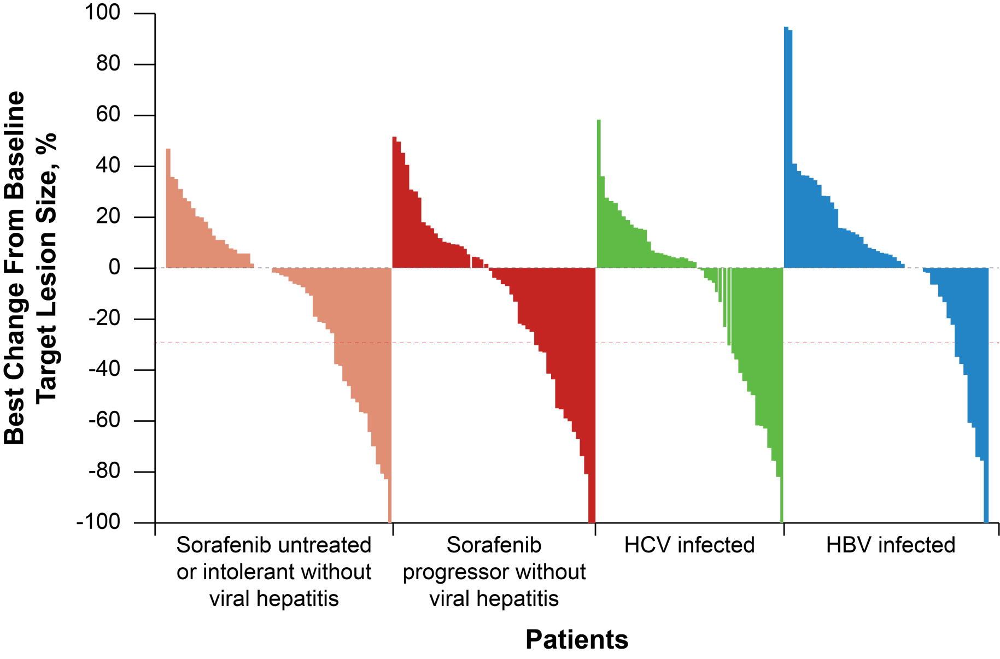 Best Change From Baseline
Target Lesion Size, %
100
80
60
40
20
0
-20
-40
-60
-80
-100
Sorafenib untreated
or intolerant without
viral hepatitis
Sorafenib
progressor without
viral hepatitis
HCV infected
HBV infected
Patients